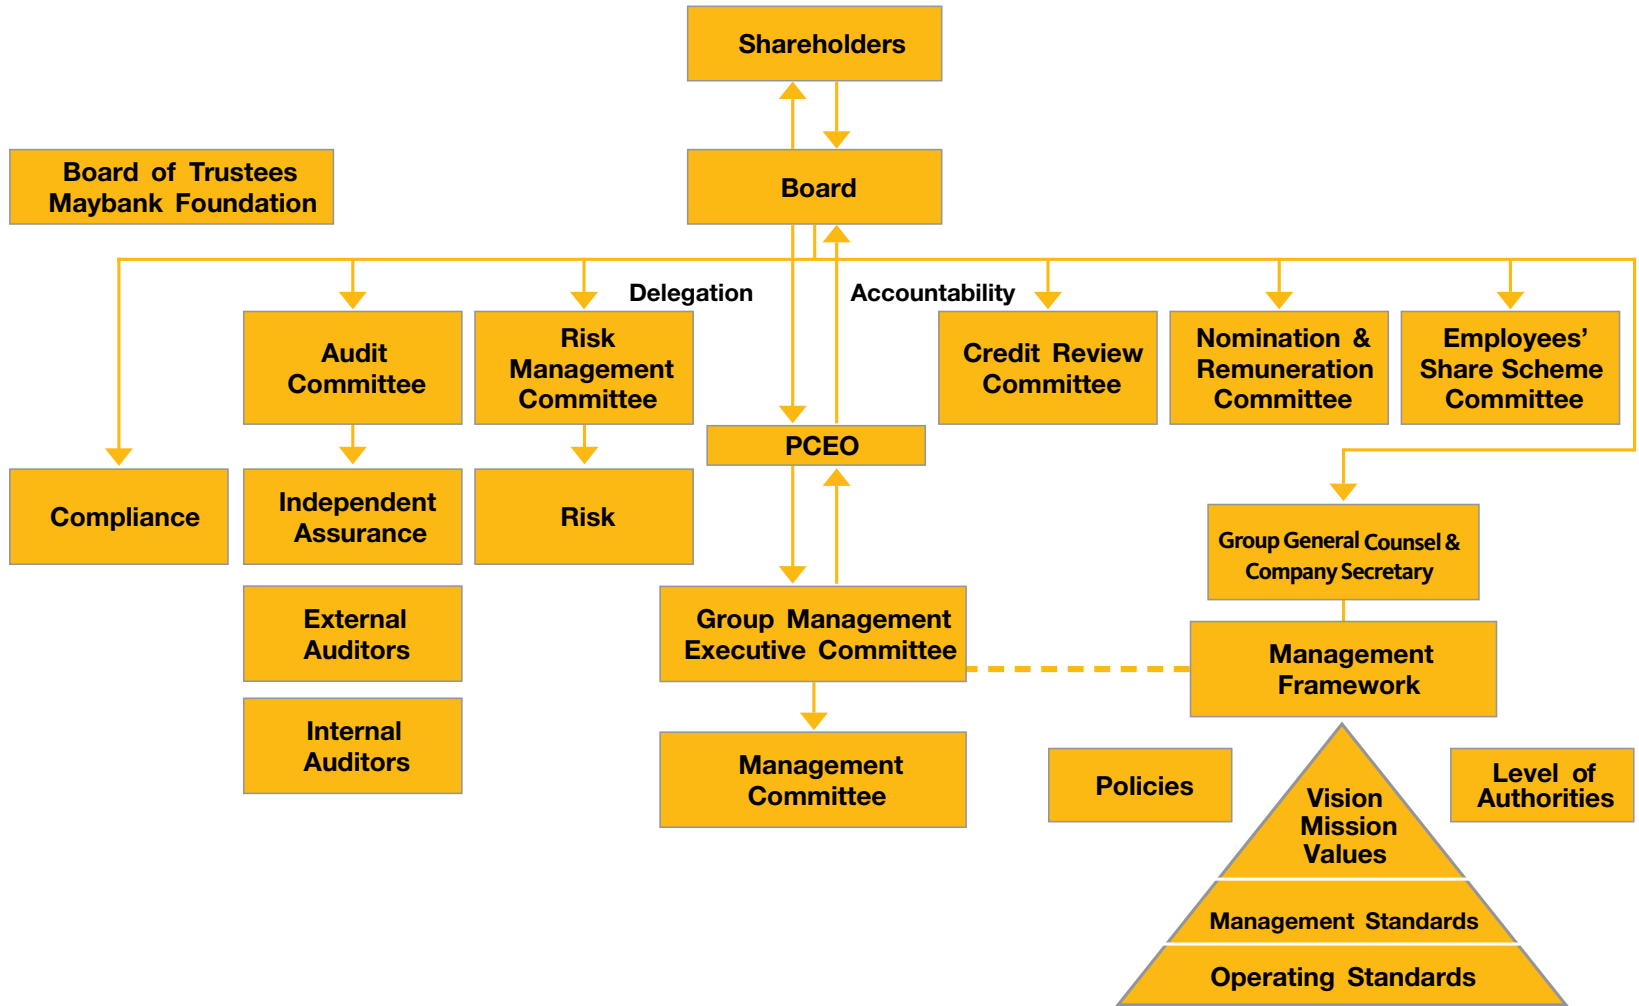 Shareholders
Board of Trustees
Maybank Foundation
Board
Delegation
Accountability
Audit
Committee
Risk
Management
Committee
Credit Review
Committee
Nomination &
Remuneration
Committee
Employees’
Share Scheme
Committee
PCEO
Compliance
Independent
Assurance
Risk
Group General Counsel &
Company Secretary
External
Auditors
Group Management
Executive Committee
Management
Framework
Internal
Auditors
Management
Committee
Policies
Vision
Mission
Values
Level of
Authorities
Management Standards
Operating Standards